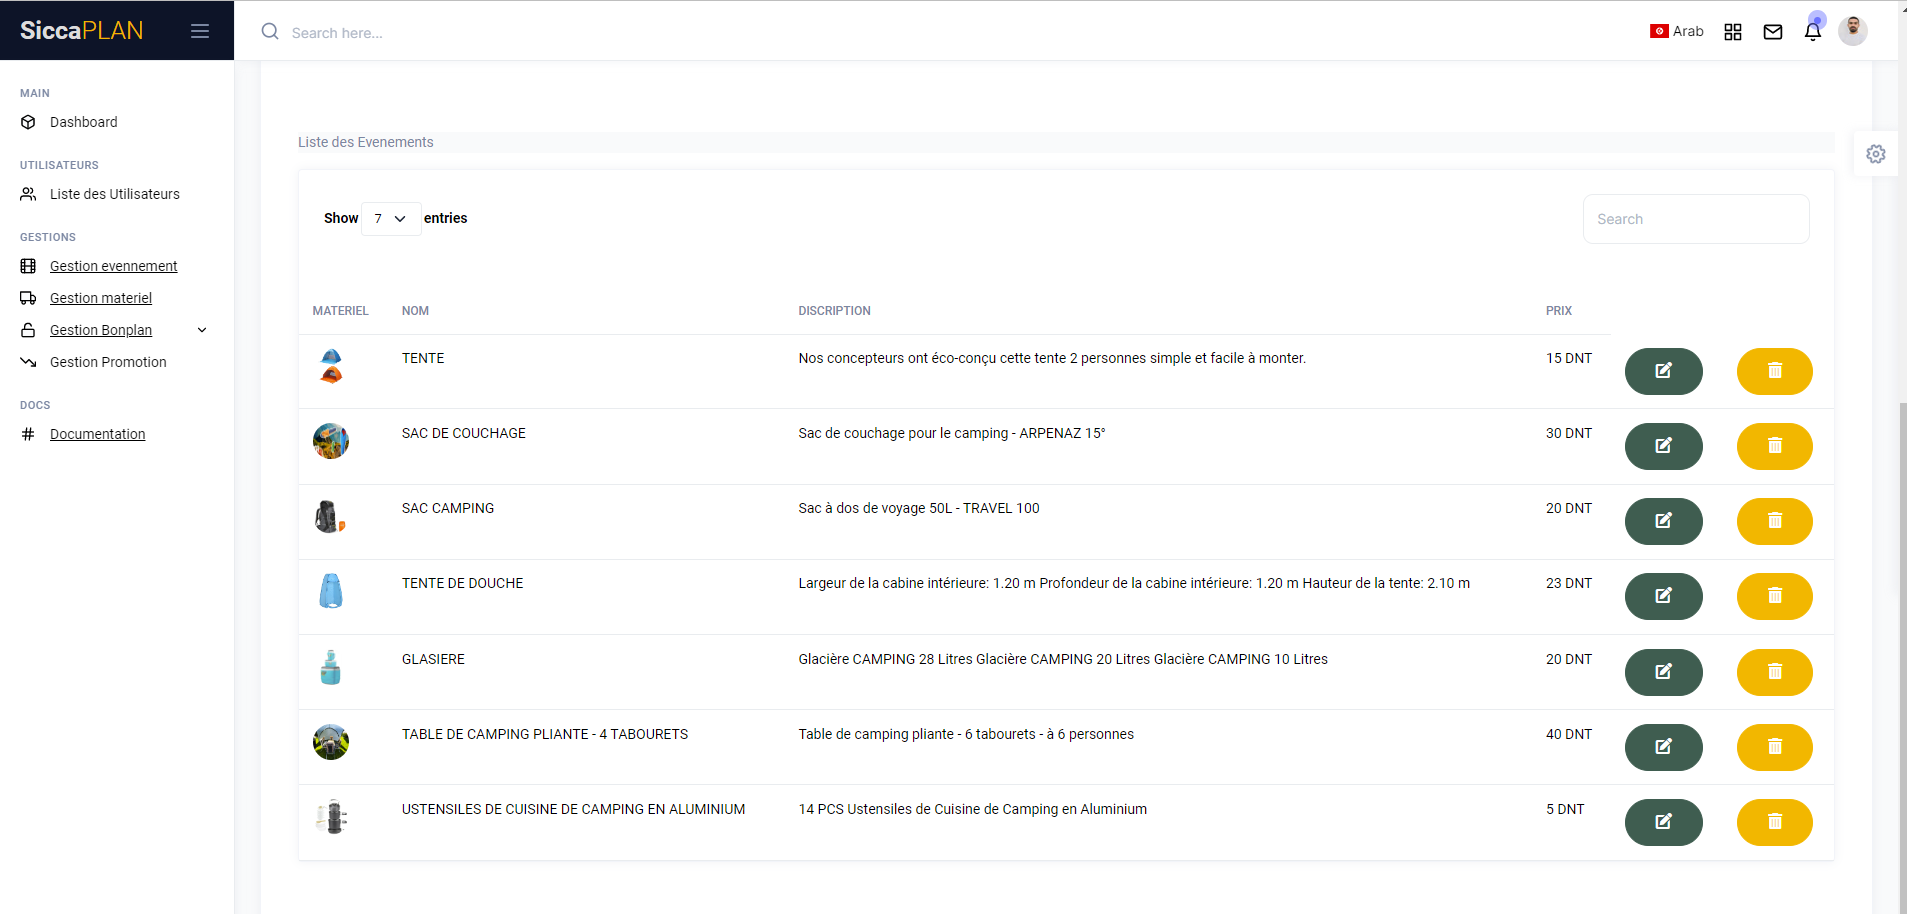 SiccaPLAN
Search here...
Arab
MAIN
Dashboard
UTILISATEURS
Liste des Utilisateurs
GESTIONS
Gestion evennement
Gestion materiel
Gestion Bonplan
Gestion Promotion
DOCS
Documentation
Liste des Evenements
Show 7 entries
Search
MATERIEL NOM DISCRIPTION PRIX
TENTE Nos concepteurs ont éco-conçu cette tente 2 personnes simple et facile à monter. 15 DNT
SAC DE COUCHAGE Sac de couchage pour le camping - ARPENAZ 15° 30 DNT
SAC CAMPING Sac à dos de voyage 50L - TRAVEL 100 20 DNT
TENTE DE DOUCHE Largeur de la cabine intérieure: 1.20 m Profondeur de la cabine intérieure: 1.20 m Hauteur de la tente: 2.10 m 23 DNT
GLASIERE Glacière CAMPING 28 Litres Glacière CAMPING 20 Litres Glacière CAMPING 10 Litres 20 DNT
TABLE DE CAMPING PLIANTE - 4 TABOURETS Table de camping pliante - 6 tabourets - à 6 personnes 40 DNT
USTENSILES DE CUISINE DE CAMPING EN ALUMINIUM 14 PCS Ustensiles de Cuisine de Camping en Aluminium 5 DNT